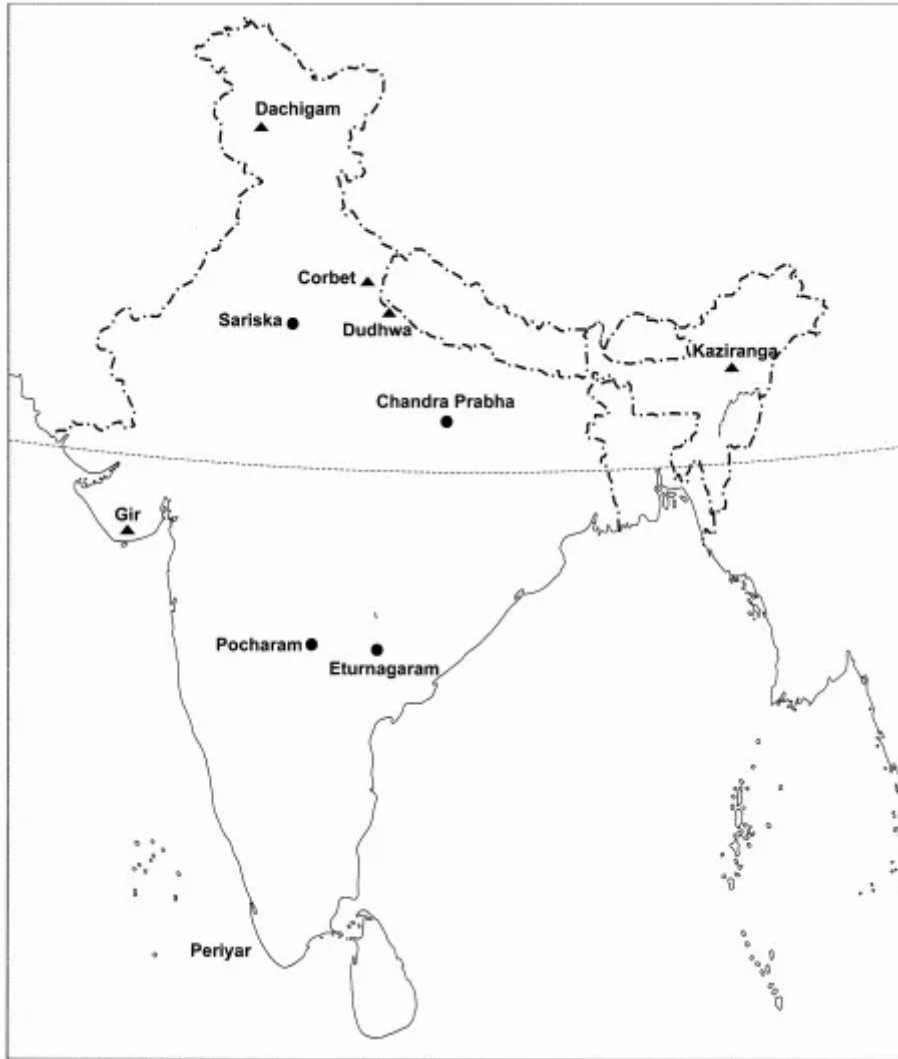 Dachigam
Corbet
Sariska
Dudhwa
Kaziranga
Chandra Prabha
Gir
Pocharam
Eturnagaram
Periyar